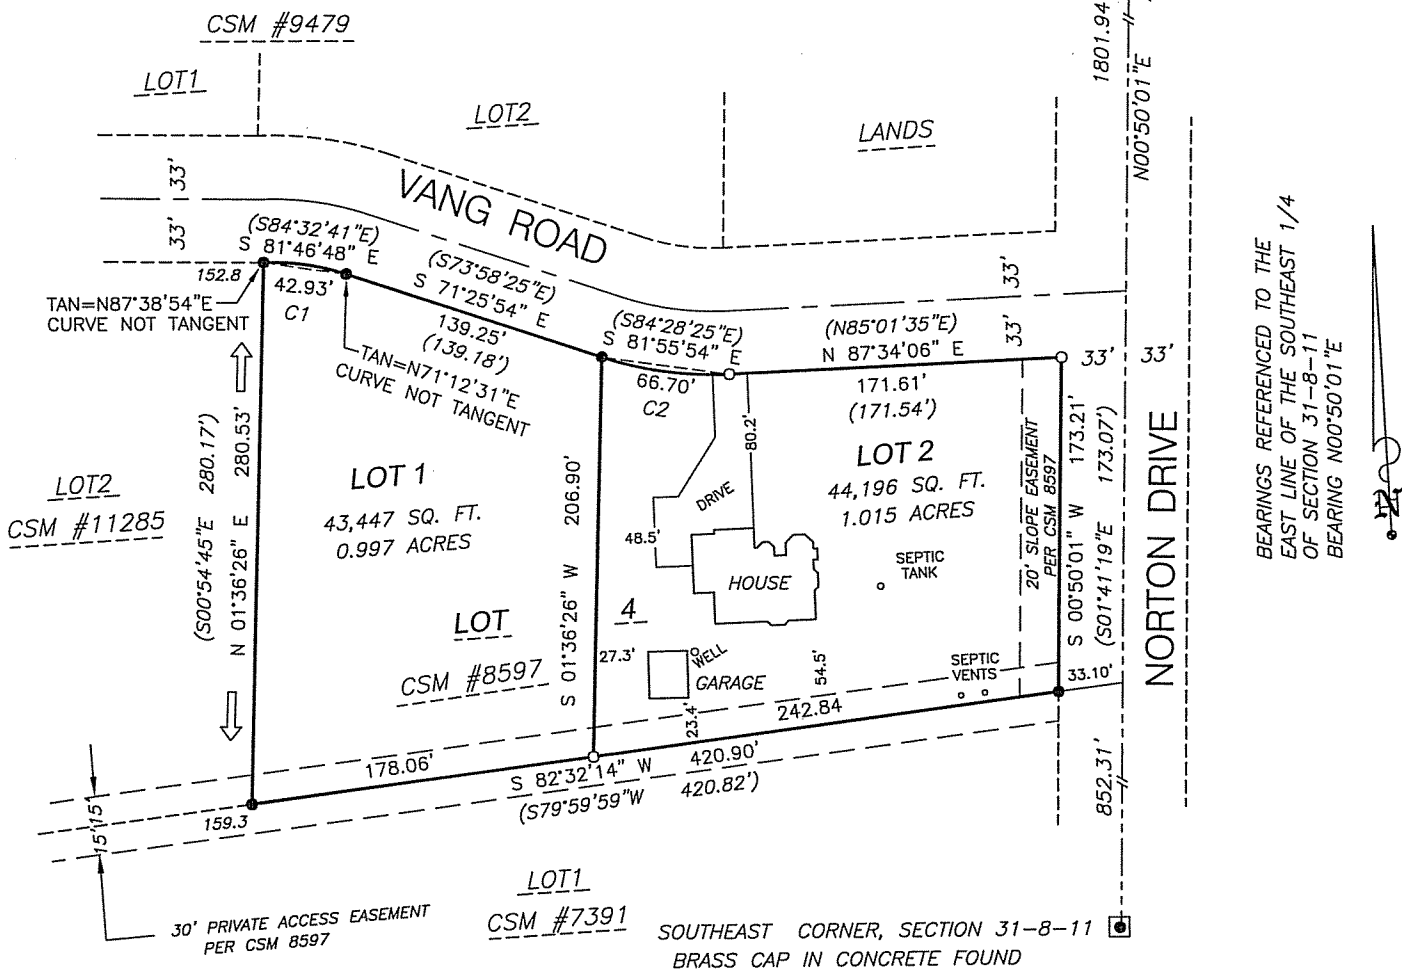 CSM #9479
LOT1
LOT2
LANDS
1801.94
N00°50'01"E
VANG ROAD
33'
33'
33'
33'
33'
33'
(S84°32'41"E)
S 81°46'48" E
152.8
42.93'
C1
TAN=N87°38'54"E
CURVE NOT TANGENT
(S73°58'25"E)
S 71°25'54" E
139.25'
(139.18')
TAN=N71°12'31"E
CURVE NOT TANGENT
(S84°28'25"E)
S 81°55'54" E
66.70'
C2
(N85°01'35"E)
N 87°34'06" E
171.61'
(171.54')
BEARINGS REFERENCED TO THE
EAST LINE OF THE SOUTHEAST 1/4
OF SECTION 31-8-11
BEARING N00°50'01"E
N
LOT2
CSM #11285
(S00°54'45"E 280.17')
N 01°36'26" E 280.53'
LOT 1
43,447 SQ. FT.
0.997 ACRES
S 01°36'26" W 206.90'
LOT 4
CSM #8597
80.2'
DRIVE
48.5'
HOUSE
LOT 2
44,196 SQ. FT.
1.015 ACRES
SEPTIC
TANK
20' SLOPE EASEMENT
PER CSM 8597
S 00°50'01" W 173.21'
(S01°41'19"E 173.07')
NORTON DRIVE
27.3'
WELL
GARAGE
54.5'
SEPTIC
VENTS
33.10'
23.4'
242.84
178.06'
S 82°32'14" W 420.90'
(S79°59'59"W 420.82')
159.3
15'
15'
852.31'
30' PRIVATE ACCESS EASEMENT
PER CSM 8597
LOT1
CSM #7391
SOUTHEAST CORNER, SECTION 31-8-11
BRASS CAP IN CONCRETE FOUND